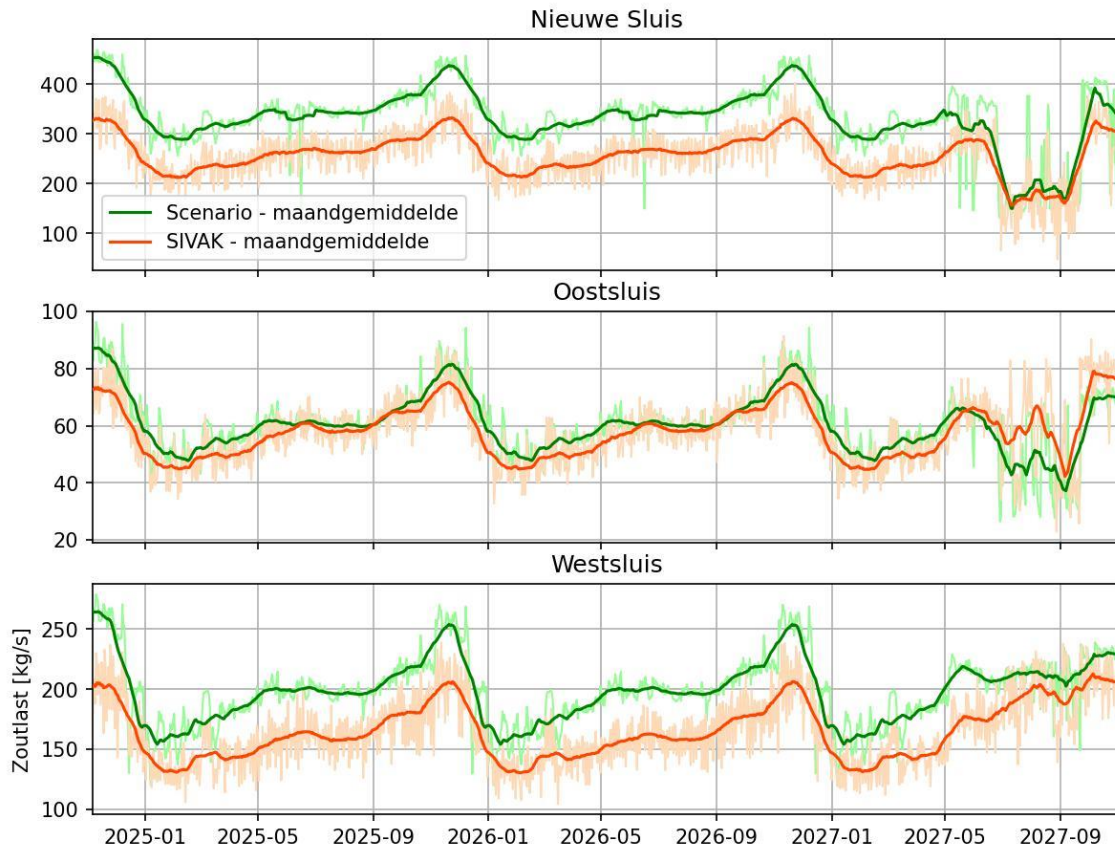 Nieuwe Sluis
400
300
200
100
Scenario - maandgemiddelde
SIVAK - maandgemiddelde
Oostsluis
100
80
60
40
20
Westsluis
250
200
150
100
Zoutlast [kg/s]
2025-01 2025-05 2025-09 2026-01 2026-05 2026-09 2027-01 2027-05 2027-09